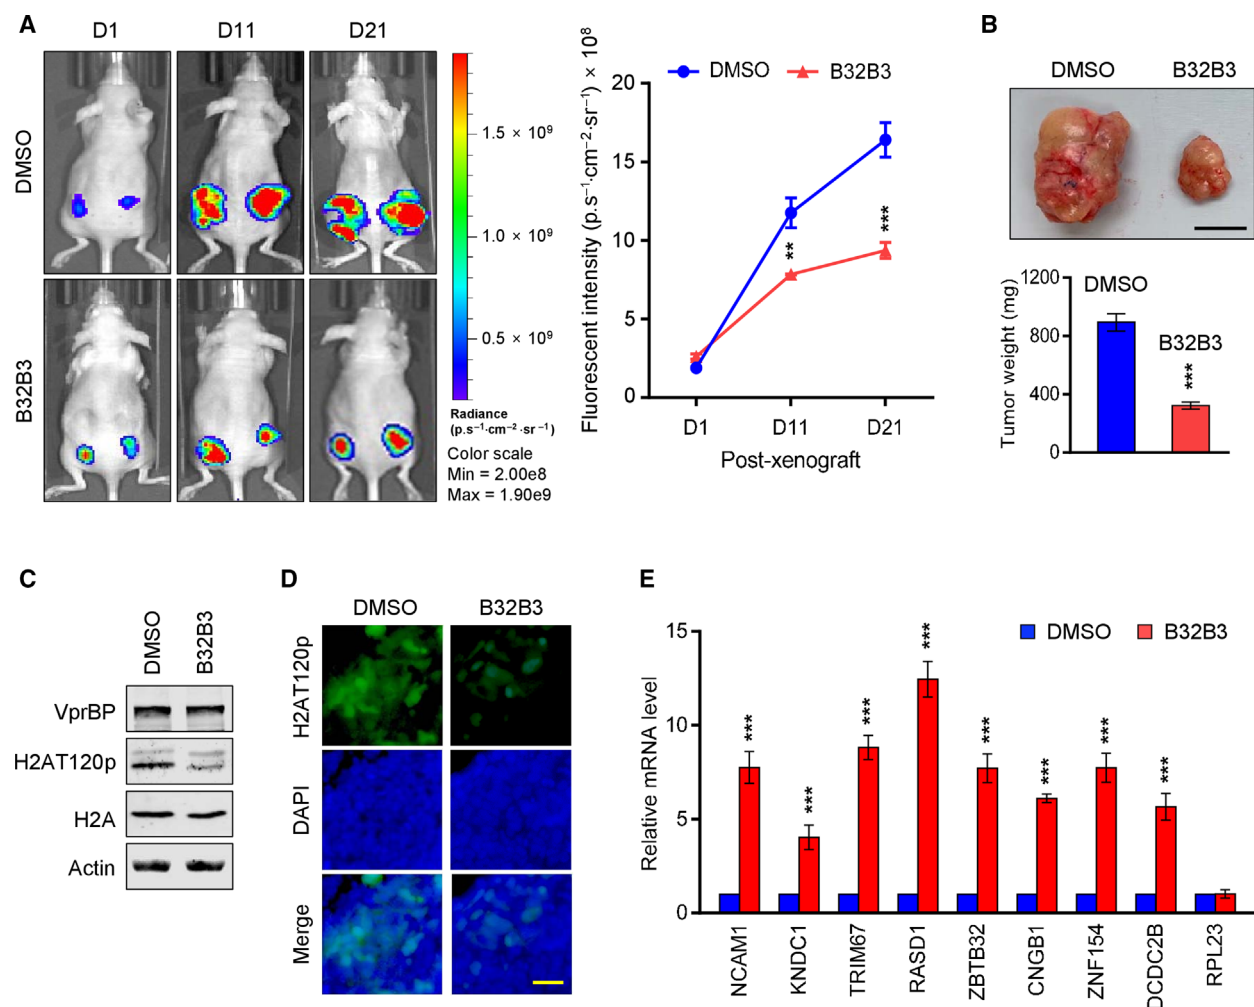 A
D1 D11 D21
DMSO
B32B3
1.5 × 10⁹
1.0 × 10⁹
0.5 × 10⁹
Radiance
(p.s⁻¹·cm⁻²·sr⁻¹)
Color scale
Min = 2.00e8
Max = 1.90e9
Fluorescent intensity (p.s⁻¹·cm⁻²·sr⁻¹) × 10⁸
DMSO B32B3
20
15
10
5
0
**
***
D1 D11 D21
Post-xenograft
B
DMSO B32B3
Tumor weight (mg)
1200
800
400
0
DMSO
B32B3
***
C
DMSO B32B3
VprBP
H2AT120p
H2A
Actin
D
DMSO B32B3
H2AT120p
DAPI
Merge
E
DMSO B32B3
Relative mRNA level
15
10
5
0
*** *** *** *** *** *** *** ***
NCAM1 KNDC1 TRIM67 RASD1 ZBTB32 CNGB1 ZNF154 DCDC2B RPL23